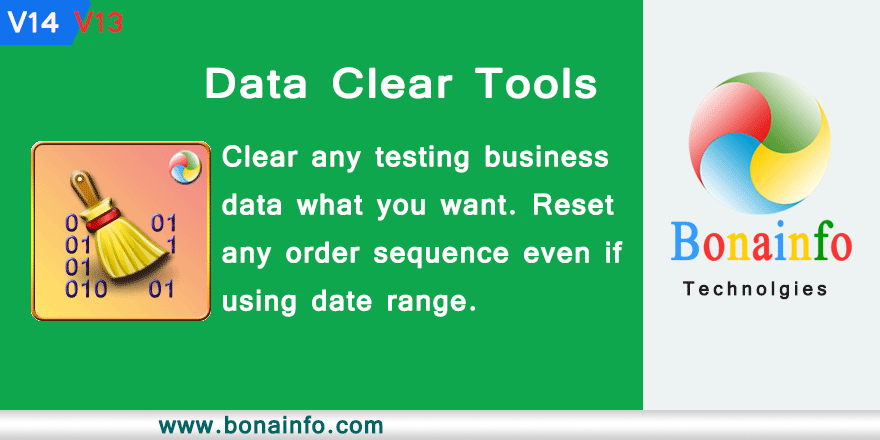 V14 V13
Data Clear Tools
Clear any testing business
data what you want. Reset
any order sequence even if
using date range.
0 01
01 1
01
010 01
Bonainfo
Technolgies
www.bonainfo.com